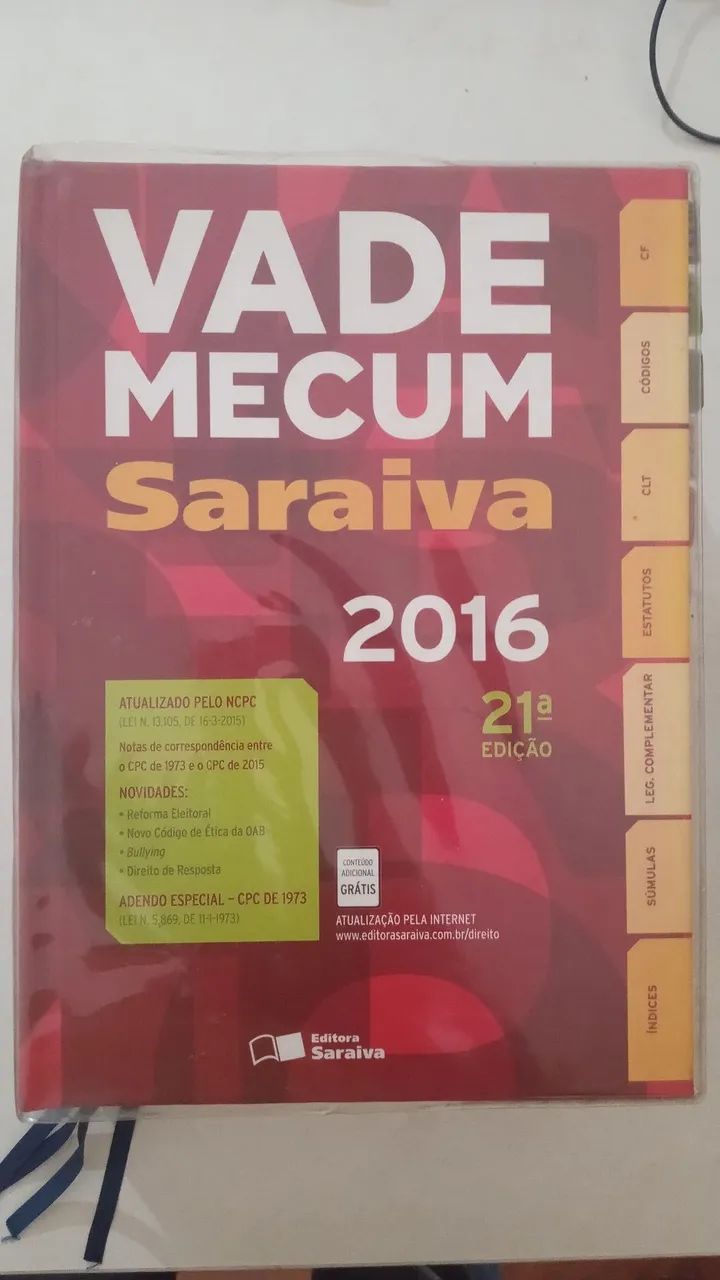 VADE
MECUM
Saraiva
2016
21ª
EDIÇÃO
ATUALIZADO PELO NCPC
(LEI N. 13.105, DE 16-3-2015)
Notas de correspondência entre
o CPC de 1973 e o CPC de 2015
NOVIDADES:
• Reforma Eleitoral
• Novo Código de Ética da OAB
• Bullying
• Direito de Resposta
ADENDO ESPECIAL – CPC DE 1973
(LEI N. 5.869, DE 11-1-1973)
CONTEÚDO
ADICIONAL
GRÁTIS
ATUALIZAÇÃO PELA INTERNET
www.editorasaraiva.com.br/direito
Editora
Saraiva
CF
CÓDIGOS
CLT
ESTATUTOS
LEG. COMPLEMENTAR
SÚMULAS
ÍNDICES